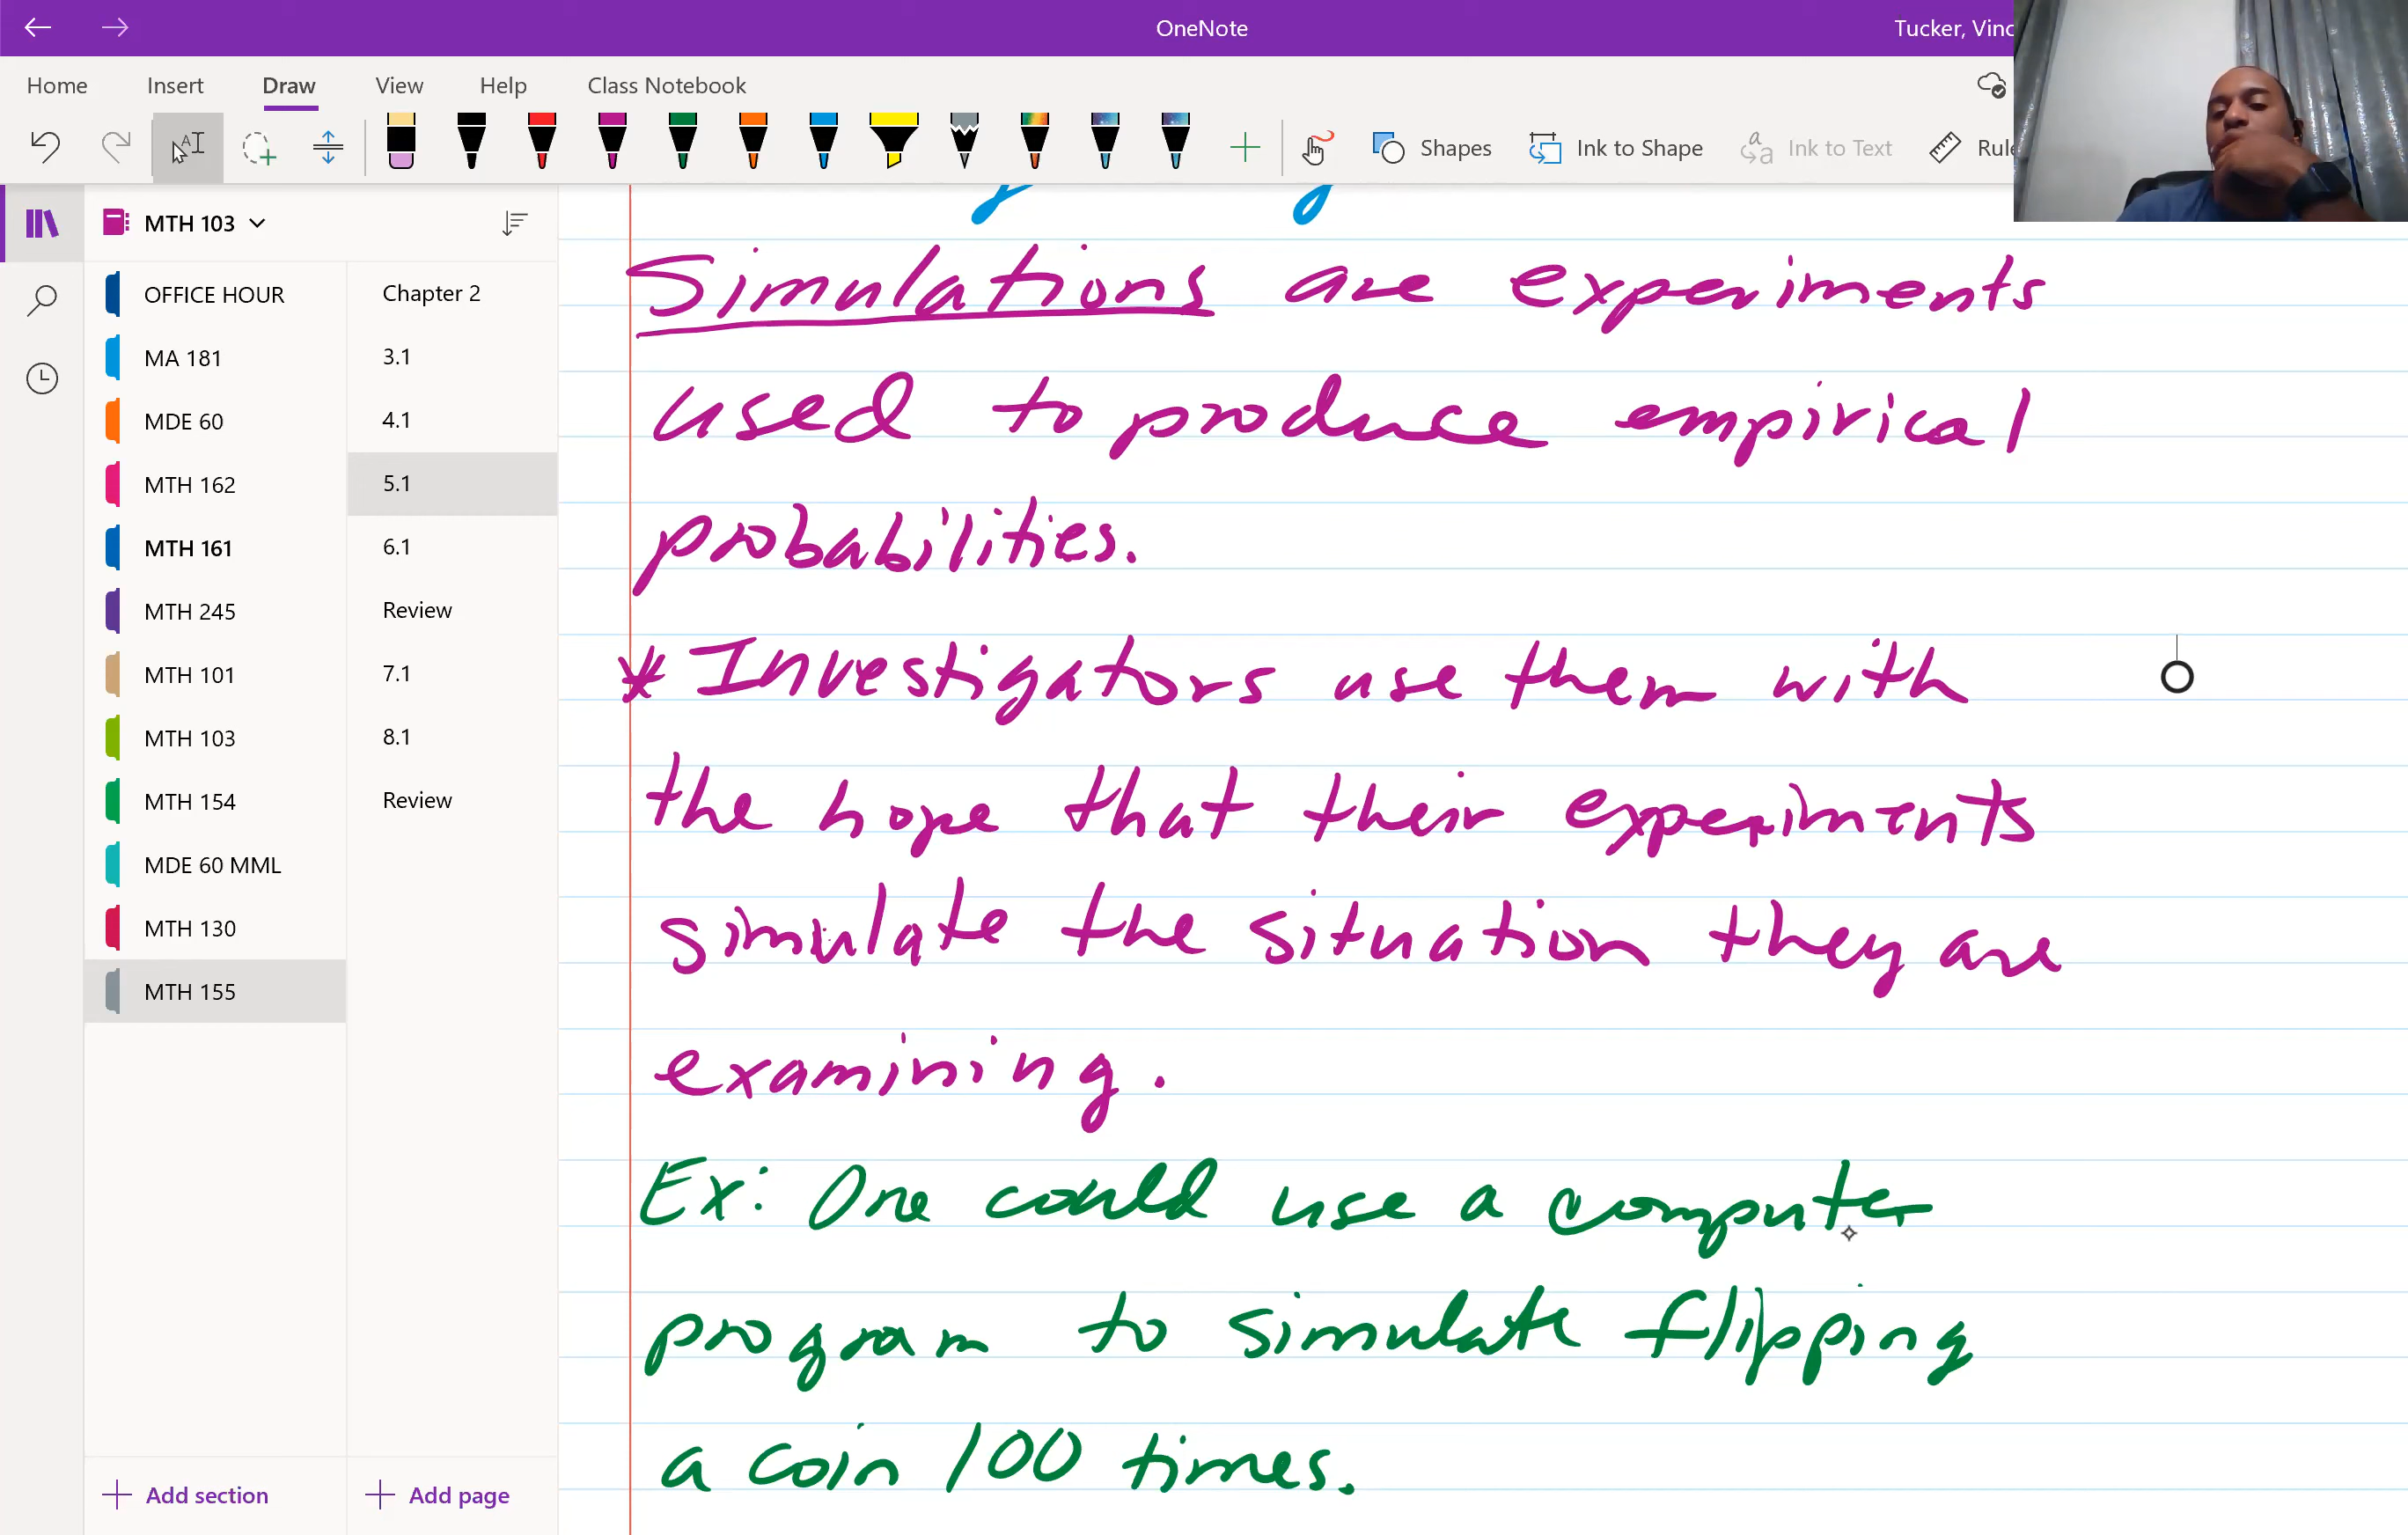 OneNote
Tucker, Vinc
Home Insert Draw View Help Class Notebook
Shapes Ink to Shape Ink to Text Rule
MTH 103
OFFICE HOUR
MA 181
MDE 60
MTH 162
MTH 161
MTH 245
MTH 101
MTH 103
MTH 154
MDE 60 MML
MTH 130
MTH 155
Add section
Chapter 2
3.1
4.1
5.1
6.1
Review
7.1
8.1
Review
Add page
Simulations are experiments
used to produce empirical
probabilities.
* Investigators use them with
the hope that their experiments
simulate the situation they are
examining.
Ex: One could use a computer
program to simulate flipping
a coin 100 times.